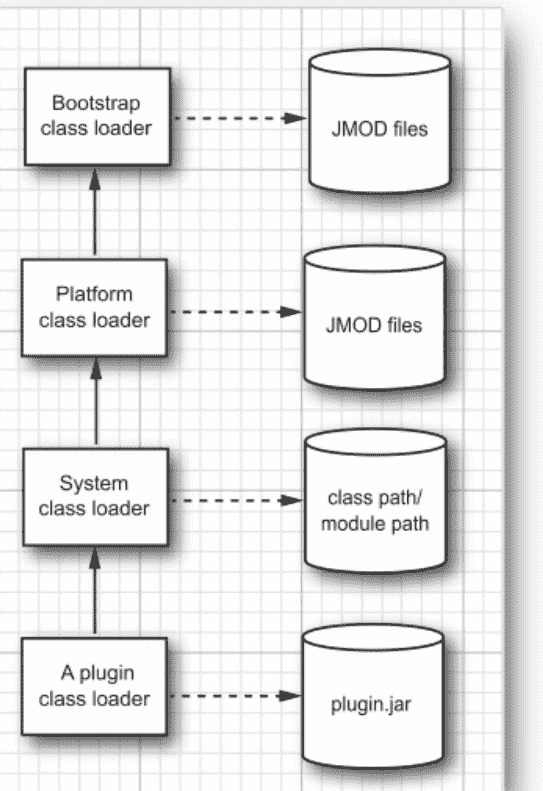 Bootstrap
class loader
JMOD files
Platform
class loader
JMOD files
System
class loader
class path/
module path
A plugin
class loader
plugin.jar